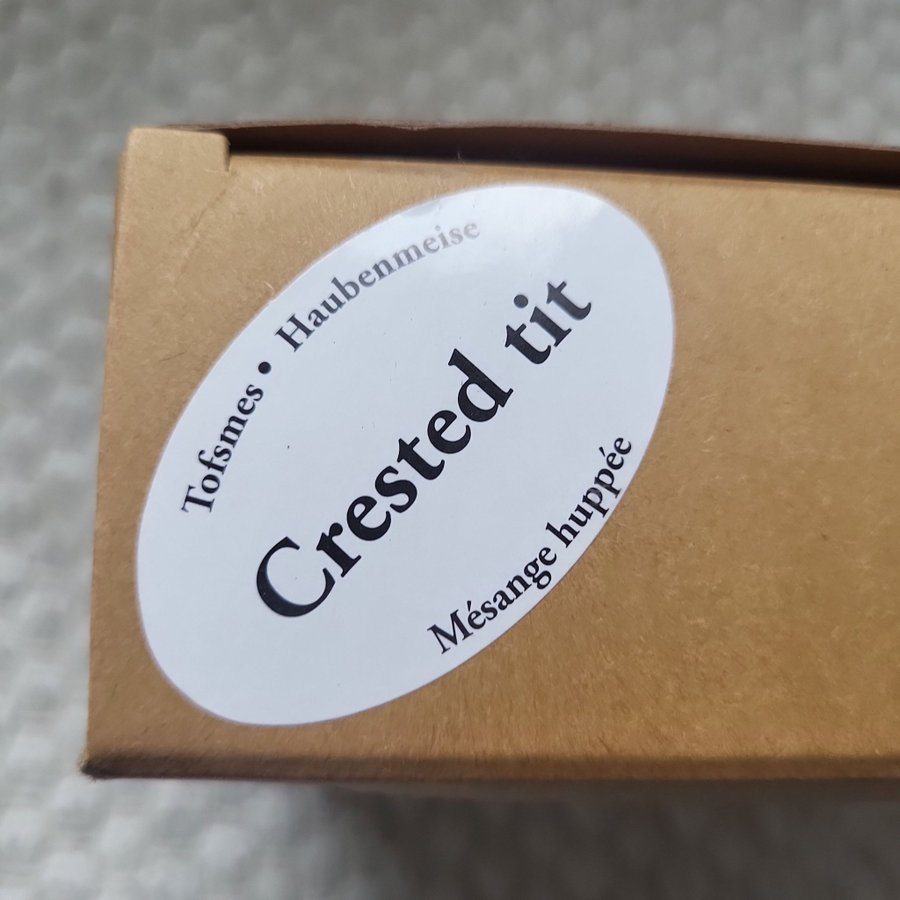 Tofsmes • Haubenmeise
Crested tit
Mésange huppée